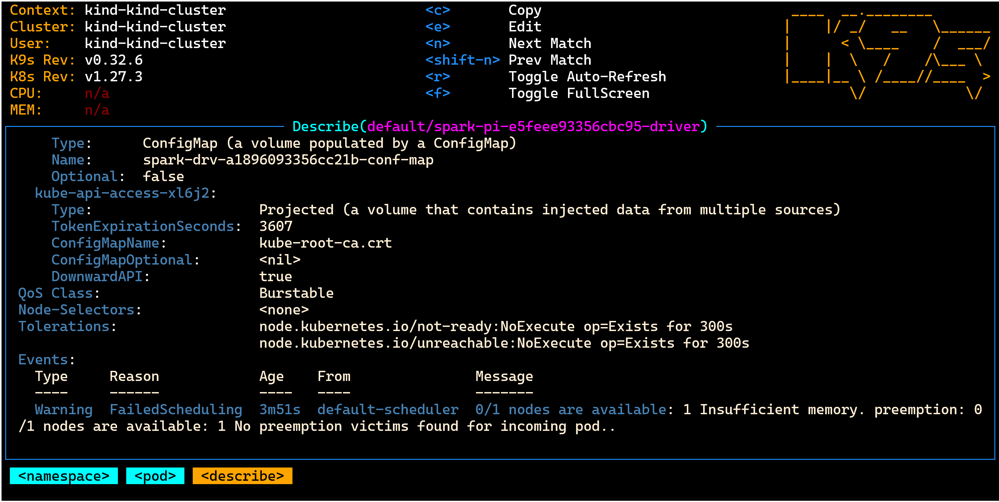 Context: kind-kind-cluster <c> Copy
Cluster: kind-kind-cluster <e> Edit
User: kind-kind-cluster <n> Next Match
K9s Rev: v0.32.6 <shift-n> Prev Match
K8s Rev: v1.27.3 <r> Toggle Auto-Refresh
CPU: n/a <f> Toggle FullScreen
MEM: n/a
Describe(default/spark-pi-e5feee93356cbc95-driver)
Type: ConfigMap (a volume populated by a ConfigMap)
Name: spark-drv-a1896093356cc21b-conf-map
Optional: false
kube-api-access-xl6j2:
Type: Projected (a volume that contains injected data from multiple sources)
TokenExpirationSeconds: 3607
ConfigMapName: kube-root-ca.crt
ConfigMapOptional: <nil>
DownwardAPI: true
QoS Class: Burstable
Node-Selectors: <none>
Tolerations: node.kubernetes.io/not-ready:NoExecute op=Exists for 300s
node.kubernetes.io/unreachable:NoExecute op=Exists for 300s
Events:
Type Reason Age From Message
---- ------ ---- ---- -------
Warning FailedScheduling 3m51s default-scheduler 0/1 nodes are available: 1 Insufficient memory. preemption: 0
/1 nodes are available: 1 No preemption victims found for incoming pod..
<namespace> <pod> <describe>